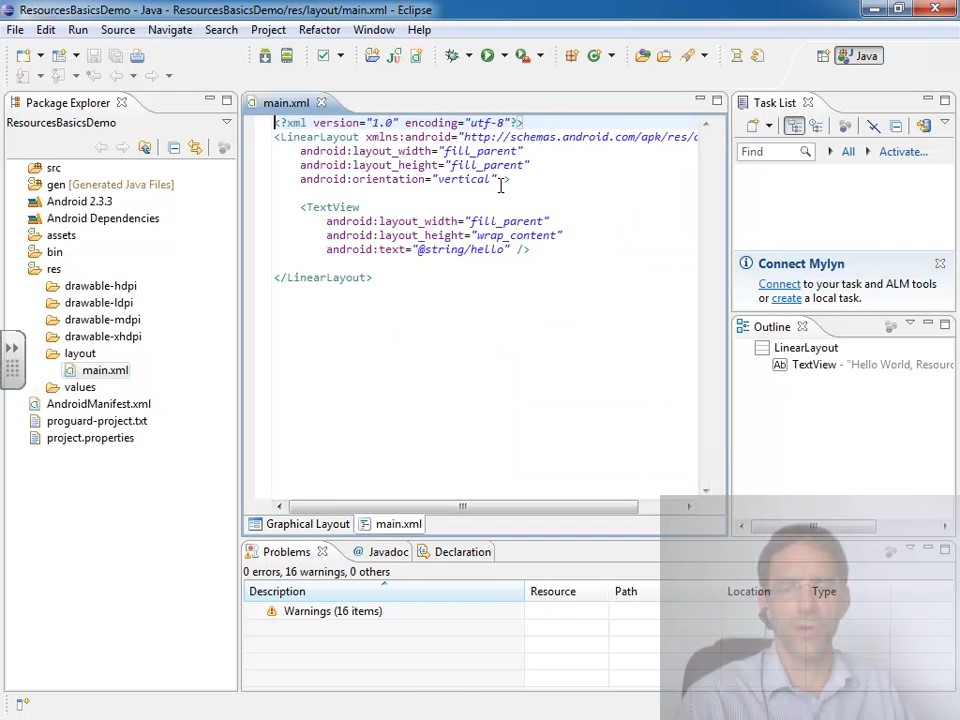 ResourcesBasicsDemo - Java - ResourcesBasicsDemo/res/layout/main.xml - Eclipse
File Edit Run Source Navigate Search Project Refactor Window Help
Java
Package Explorer
ResourcesBasicsDemo
src
gen [Generated Java Files]
Android 2.3.3
Android Dependencies
assets
bin
res
drawable-hdpi
drawable-ldpi
drawable-mdpi
drawable-xhdpi
layout
main.xml
values
AndroidManifest.xml
proguard-project.txt
project.properties
main.xml
<?xml version="1.0" encoding="utf-8"?>
<LinearLayout xmlns:android="http://schemas.android.com/apk/res/
android:layout_width="fill_parent"
android:layout_height="fill_parent"
android:orientation="vertical" >
<TextView
android:layout_width="fill_parent"
android:layout_height="wrap_content"
android:text="@string/hello" />
</LinearLayout>
Graphical Layout main.xml
Task List
Find All Activate...
Connect Mylyn
Connect to your task and ALM tools
or create a local task.
Outline
LinearLayout
Ab TextView - "Hello World, Resourc
Problems @ Javadoc Declaration
0 errors, 16 warnings, 0 others
Description Resource Path Location Type
Warnings (16 items)